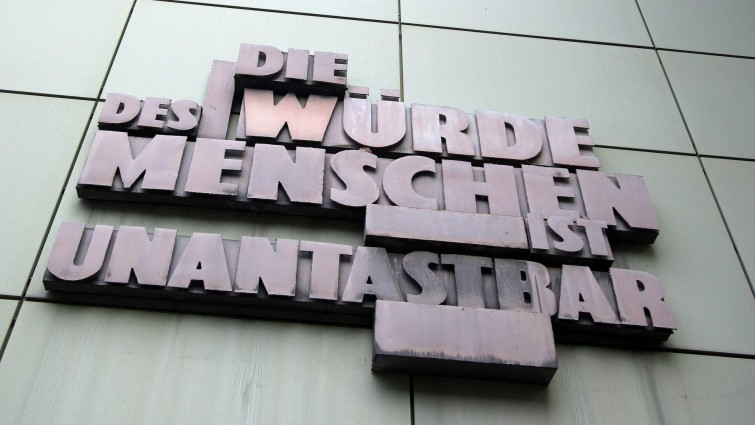 DIE
WÜRDE
DES
MENSCHEN
IST
UNANTASTBAR